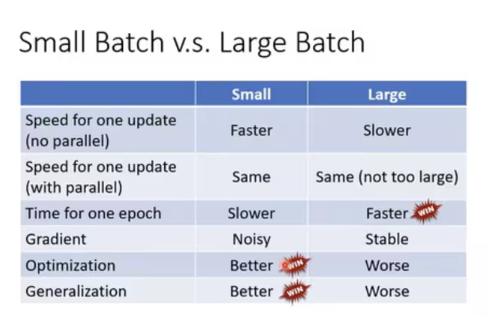 Small Batch v.s. Large Batch
Small Large
Speed for one update
(no parallel) Faster Slower
Speed for one update
(with parallel) Same Same (not too large)
Time for one epoch Slower Faster WIN
Gradient Noisy Stable
Optimization Better WIN Worse
Generalization Better WIN Worse